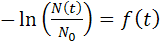 −ln(N(t)/N₀) = f(t)